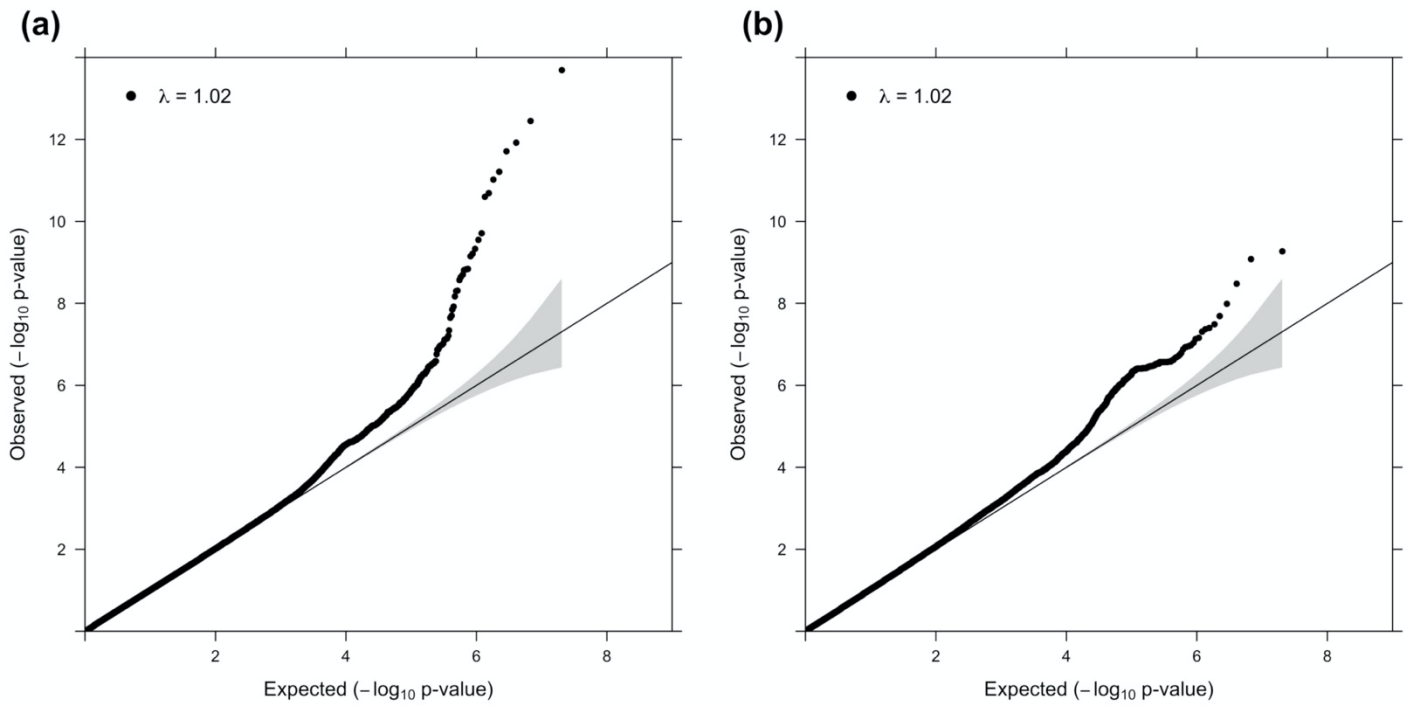 (a)
λ = 1.02
12
10
8
6
4
2
Observed (−log10 p-value)
2 4 6 8
Expected (−log10 p-value)
(b)
λ = 1.02
12
10
8
6
4
2
Observed (−log10 p-value)
2 4 6 8
Expected (−log10 p-value)